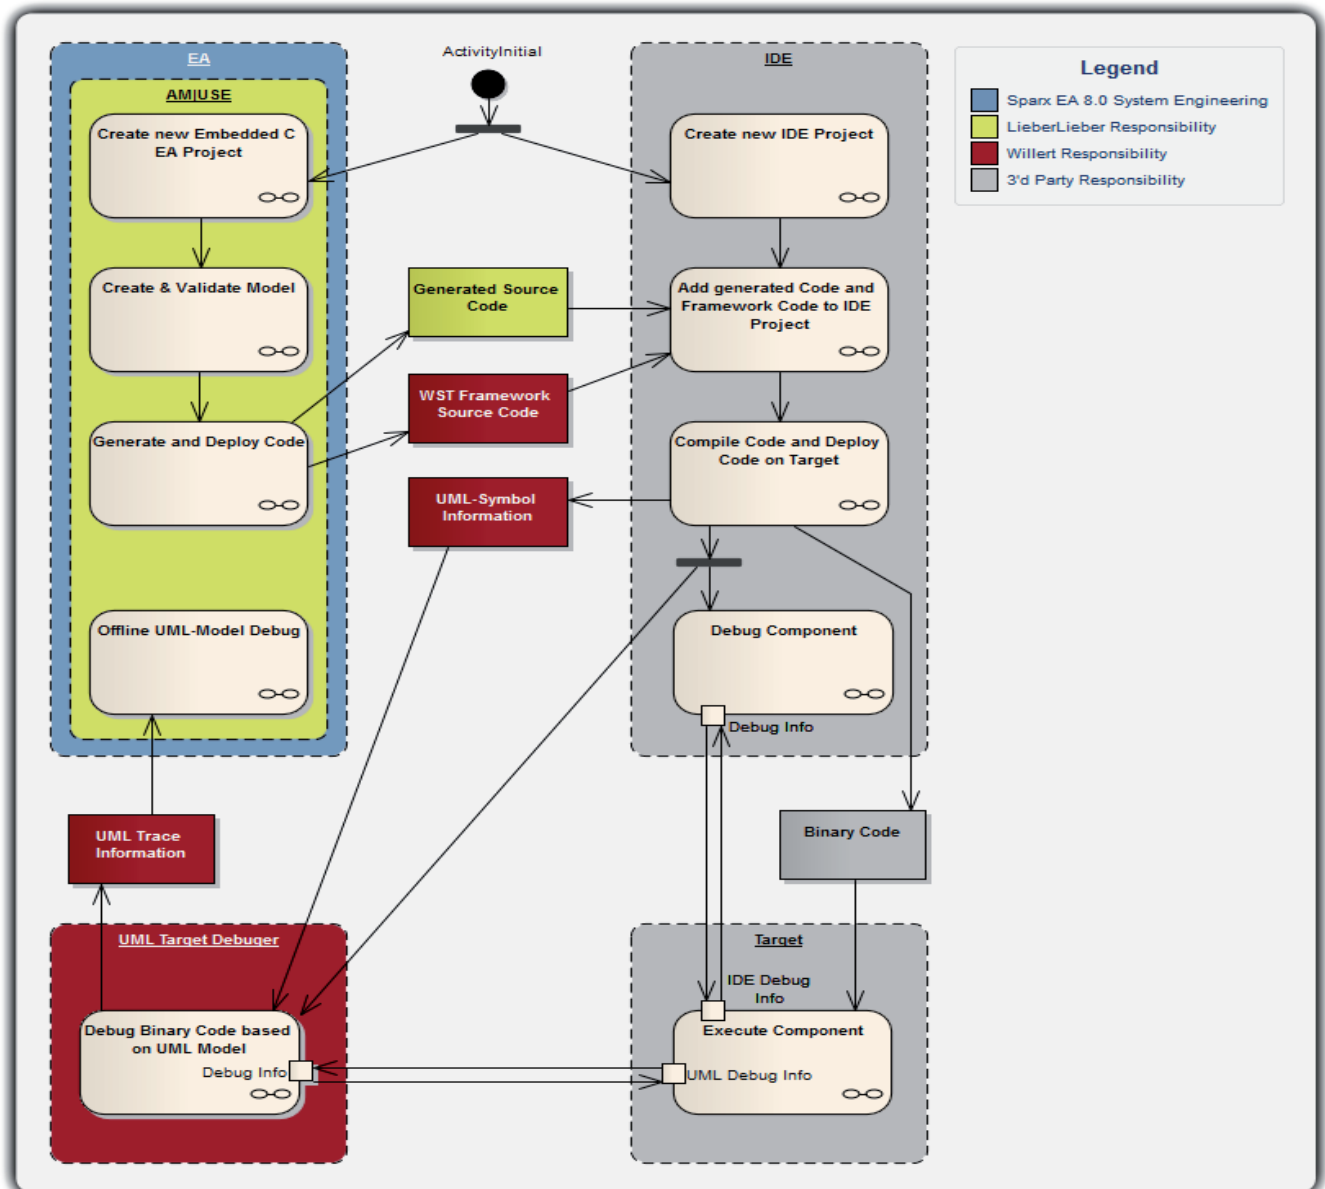 ActivityInitial
EA
AM|USE
Create new Embedded C
EA Project
Create & Validate Model
Generate and Deploy Code
Offline UML-Model Debug
Generated Source
Code
WST Framework
Source Code
UML-Symbol
Information
IDE
Create new IDE Project
Add generated Code and
Framework Code to IDE
Project
Compile Code and Deploy
Code on Target
Debug Component
Debug Info
Legend
Sparx EA 8.0 System Engineering
LieberLieber Responsibility
Willert Responsibility
3'd Party Responsibility
UML Trace
Information
Binary Code
UML Target Debuger
Debug Binary Code based
on UML Model
Debug Info
Target
IDE Debug
Info
Execute Component
UML Debug Info